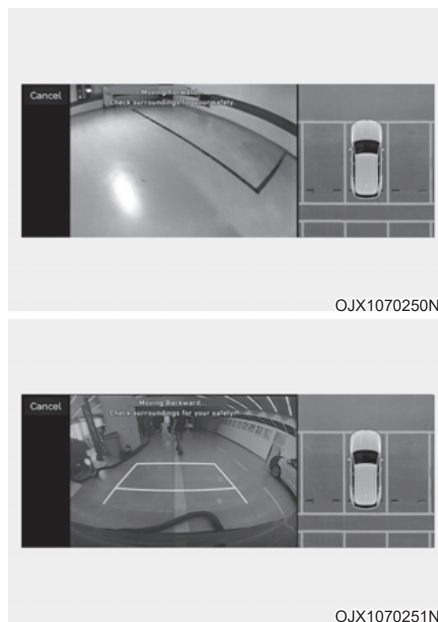 Cancel
Moving Forward...
Check surroundings for your safety.
OJX1070250N
Cancel
Moving Backward...
Check surroundings for your safety.
OJX1070251N